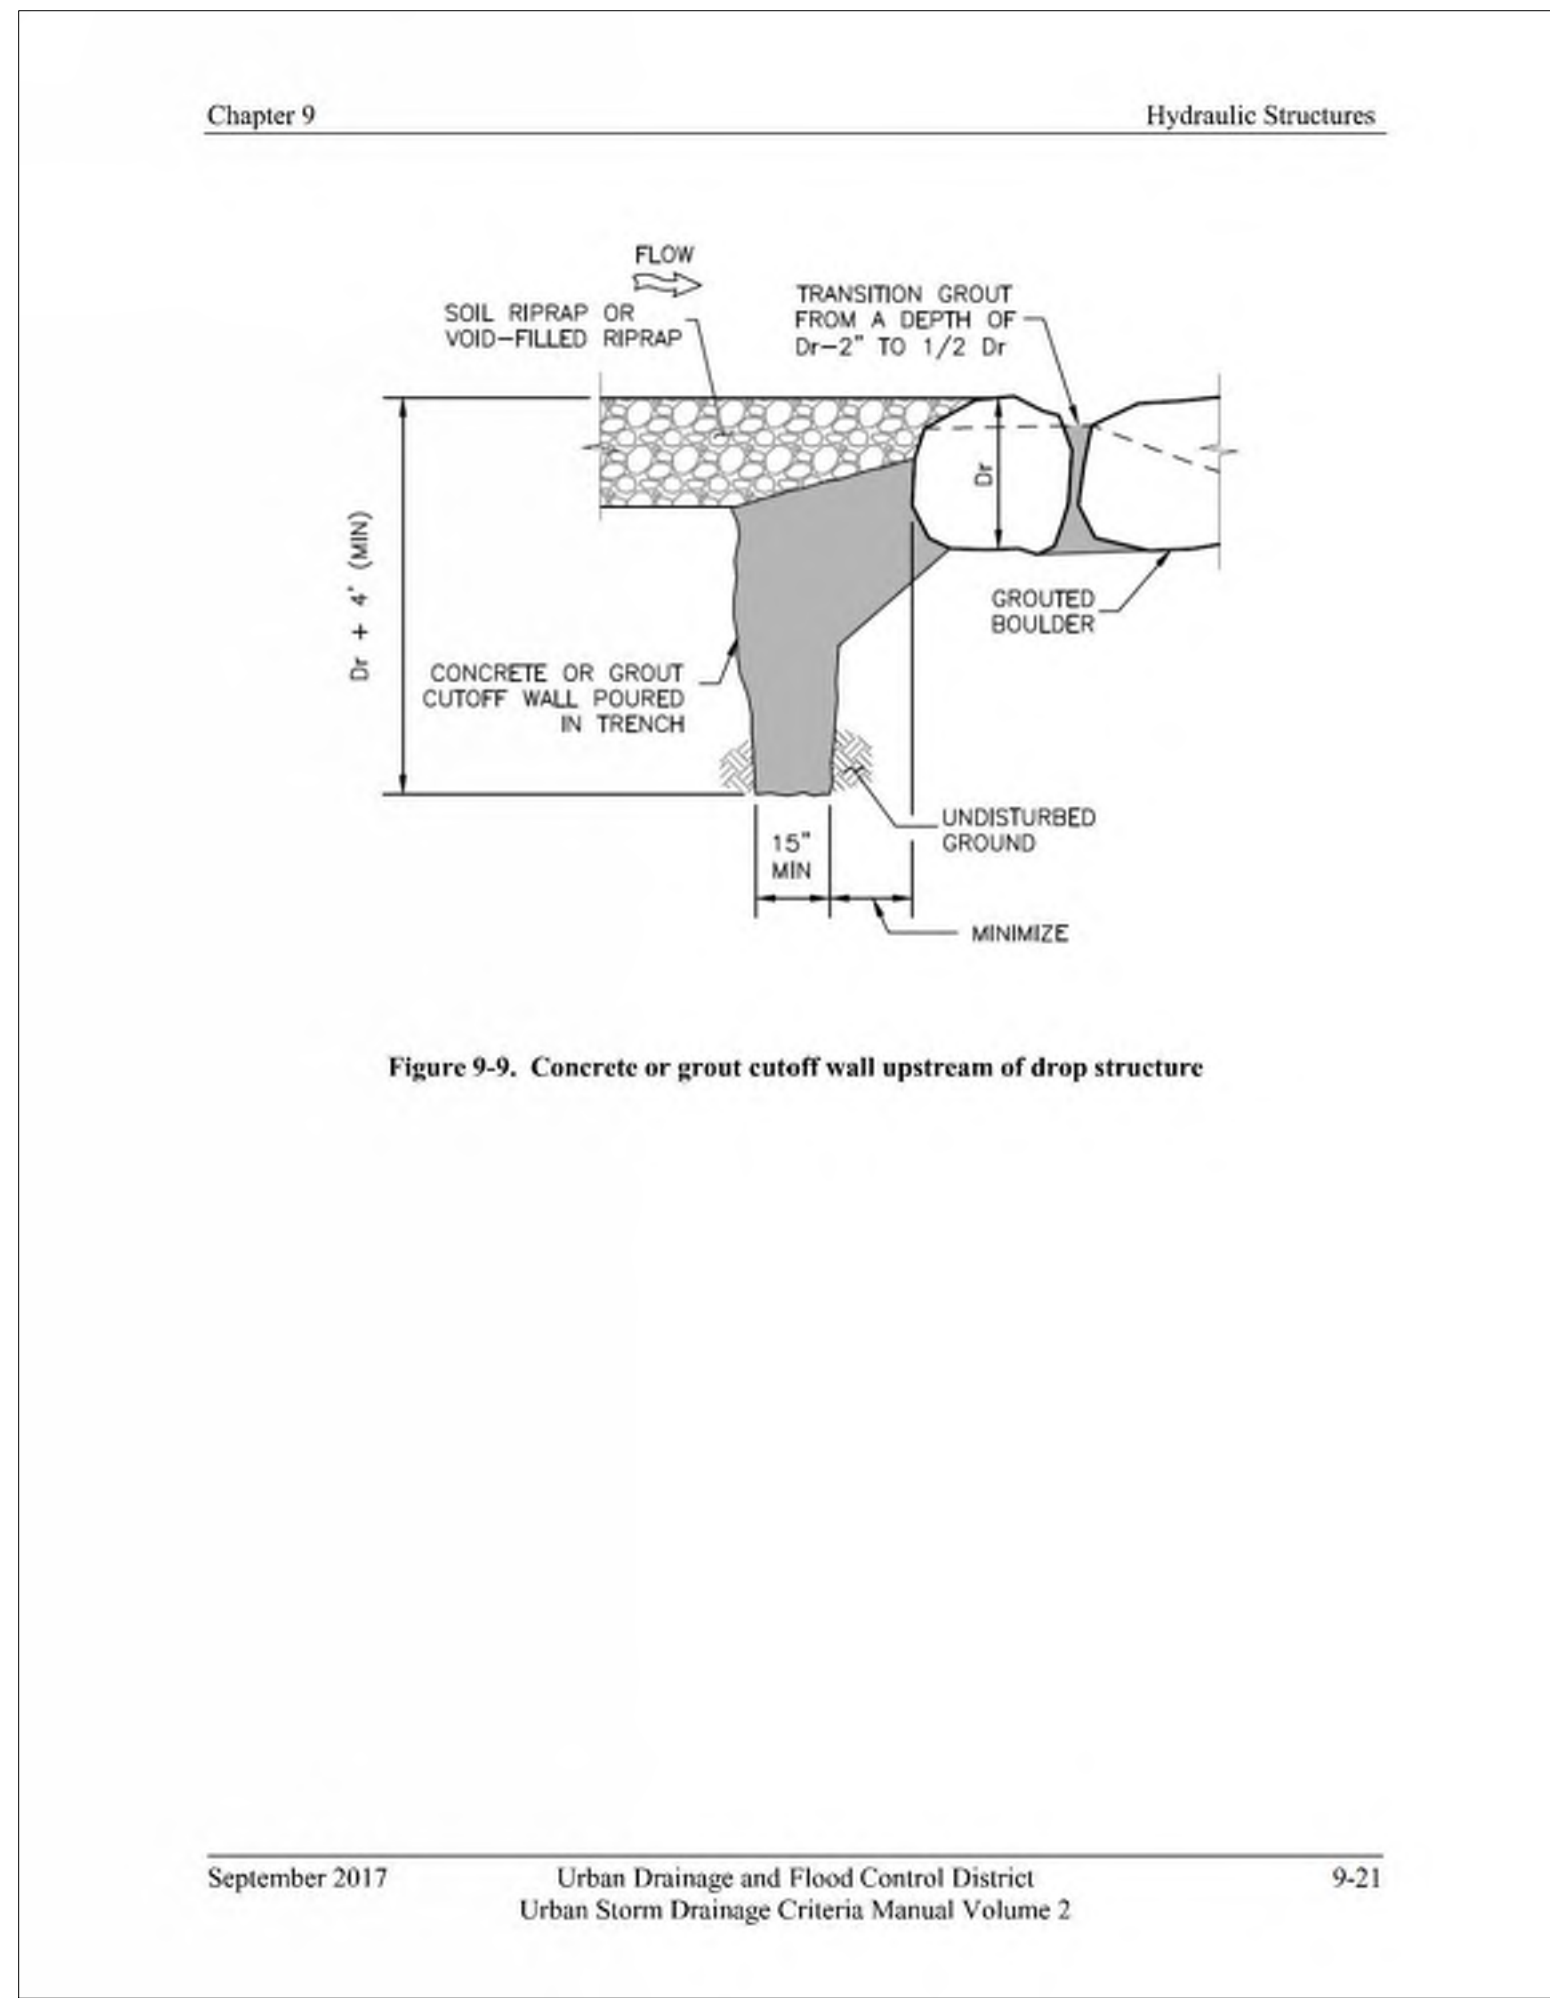 Chapter 9
Hydraulic Structures
FLOW
SOIL RIPRAP OR
VOID-FILLED RIPRAP
TRANSITION GROUT
FROM A DEPTH OF
Dr-2" TO 1/2 Dr
Dr
Dr + 4' (MIN)
GROUTED
BOULDER
CONCRETE OR GROUT
CUTOFF WALL POURED
IN TRENCH
UNDISTURBED
GROUND
15"
MIN
MINIMIZE
Figure 9-9. Concrete or grout cutoff wall upstream of drop structure
September 2017
Urban Drainage and Flood Control District
9-21
Urban Storm Drainage Criteria Manual Volume 2